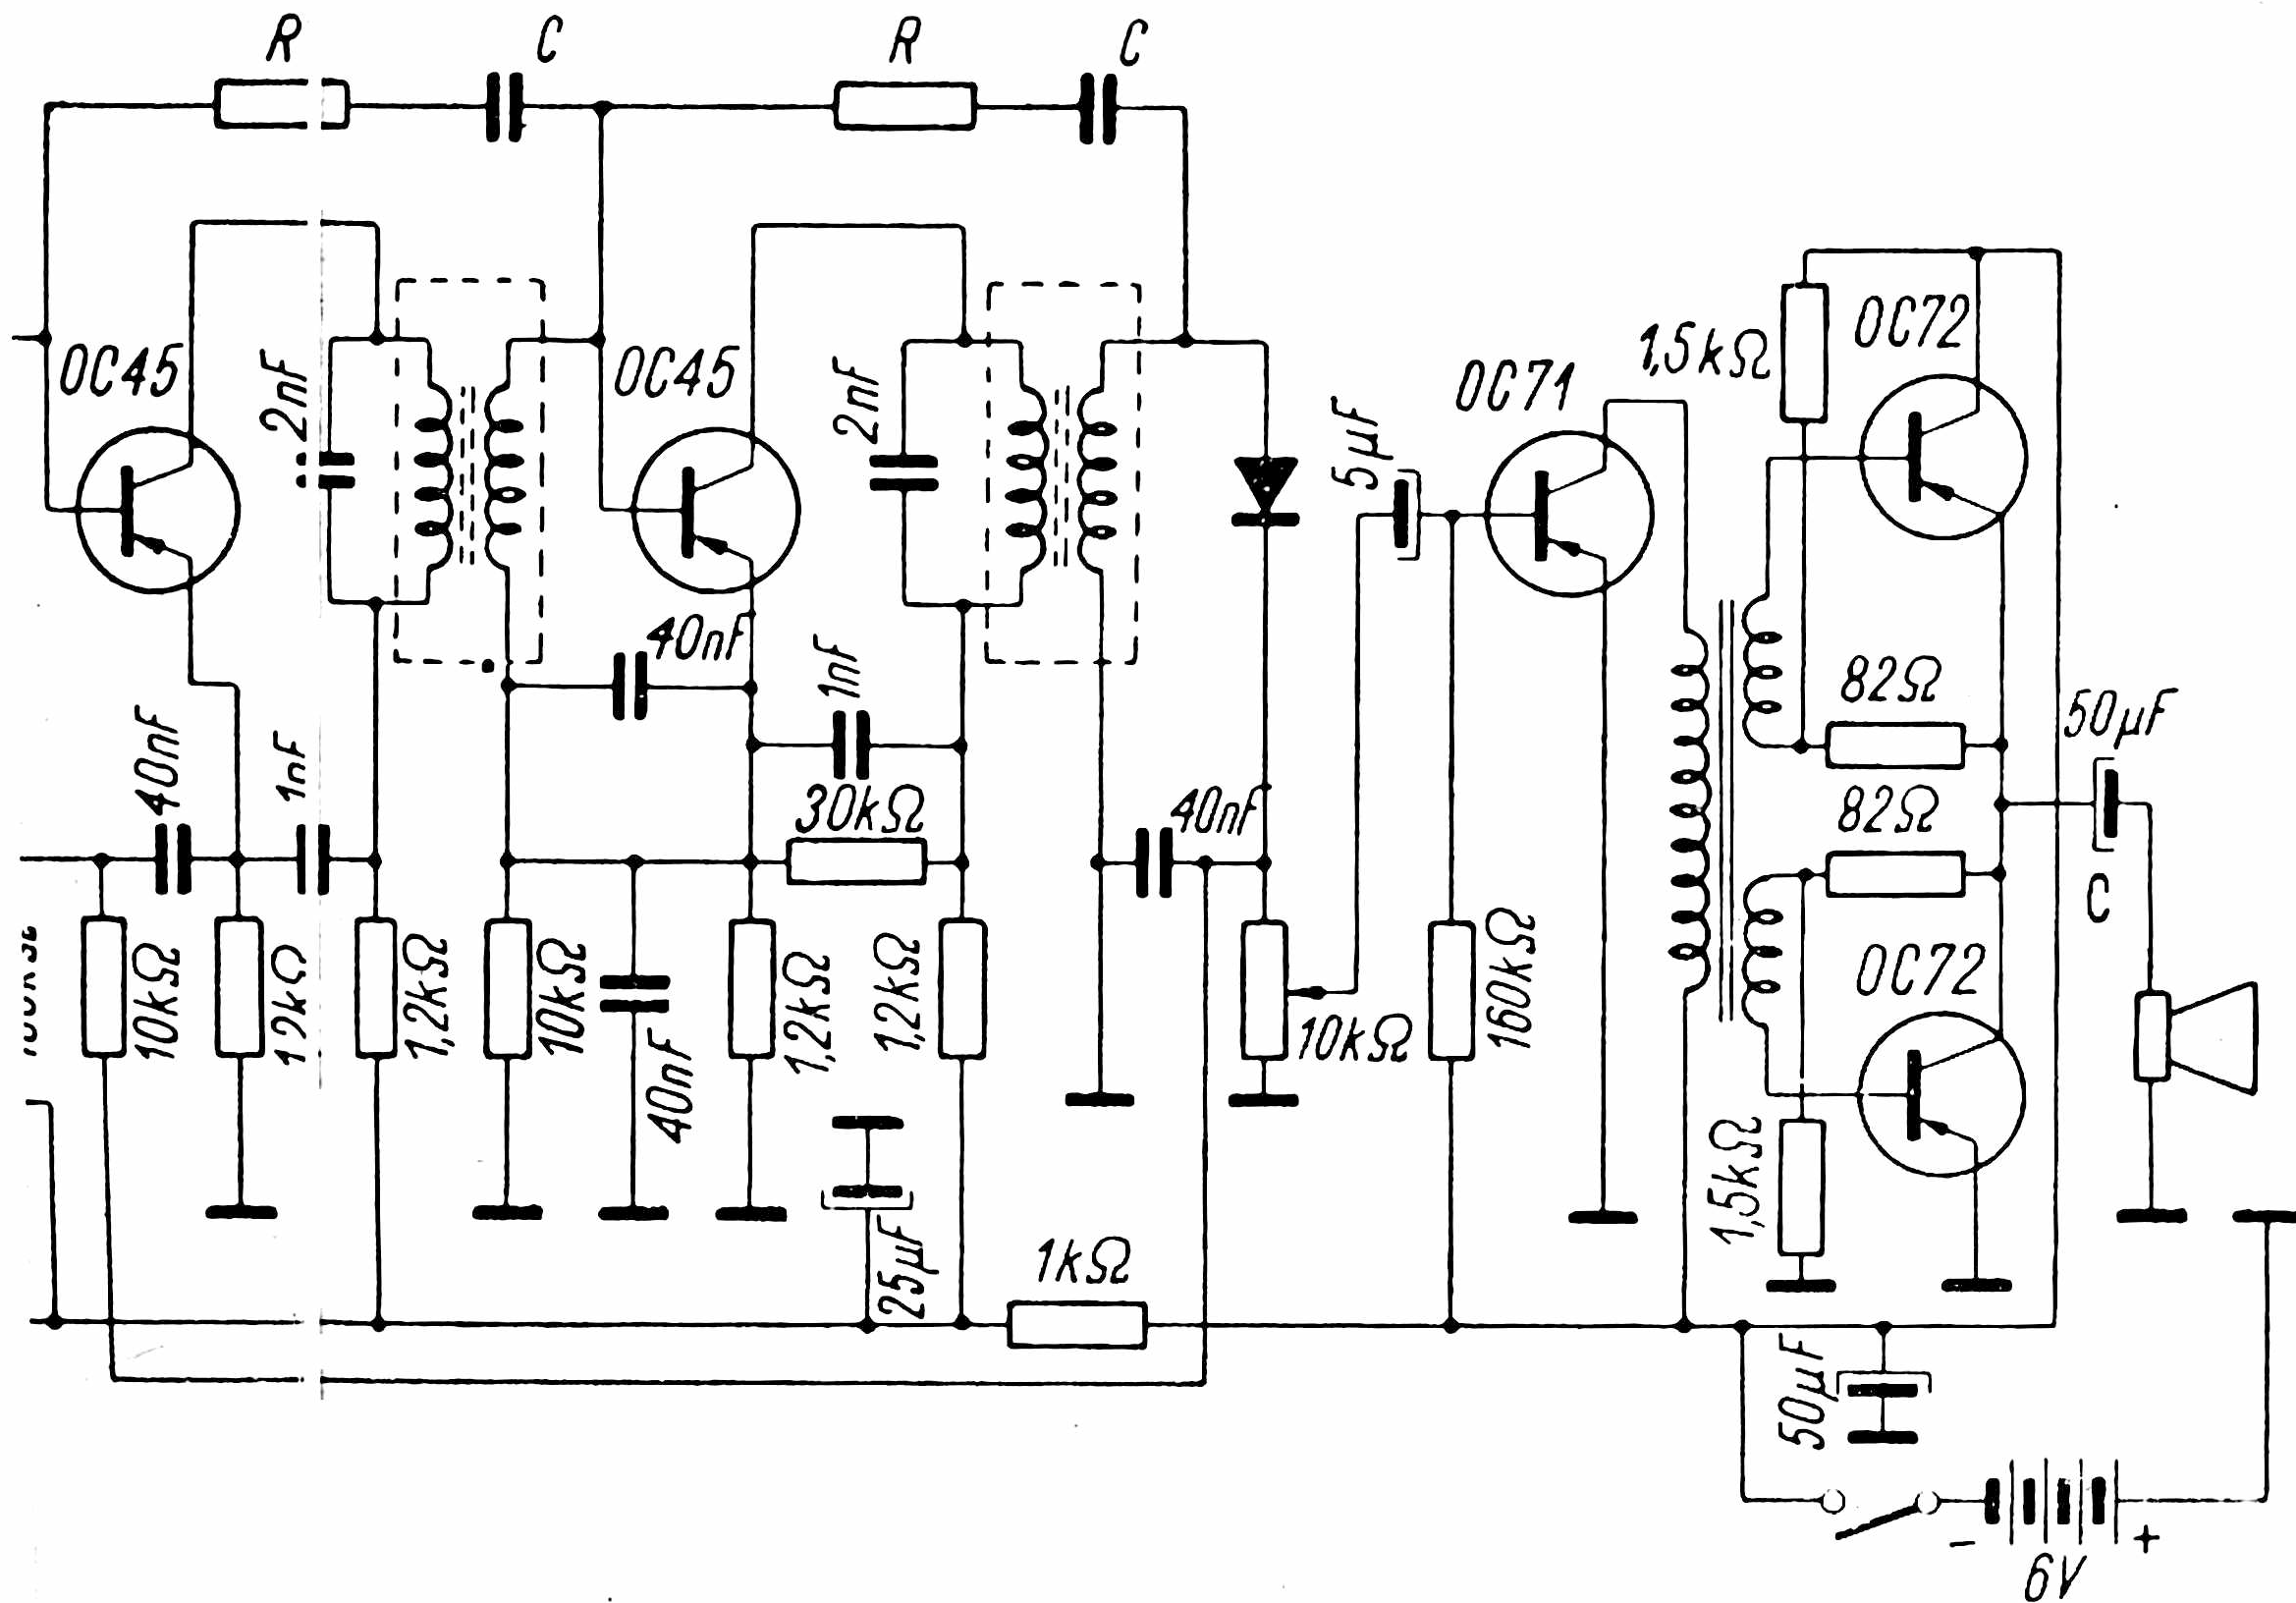 R
C
R
C
OC45
2nF
OC45
2nF
5μF
OC71
1,5kΩ
OC72
40nF
1nF
40nF
1nF
30kΩ
40nF
82Ω
82Ω
50μF
C
10kΩ
12kΩ
1,2kΩ
10kΩ
40nF
1,2kΩ
1,2kΩ
10kΩ
160kΩ
OC72
1,5kΩ
25μF
1kΩ
50μF
-
+
6V